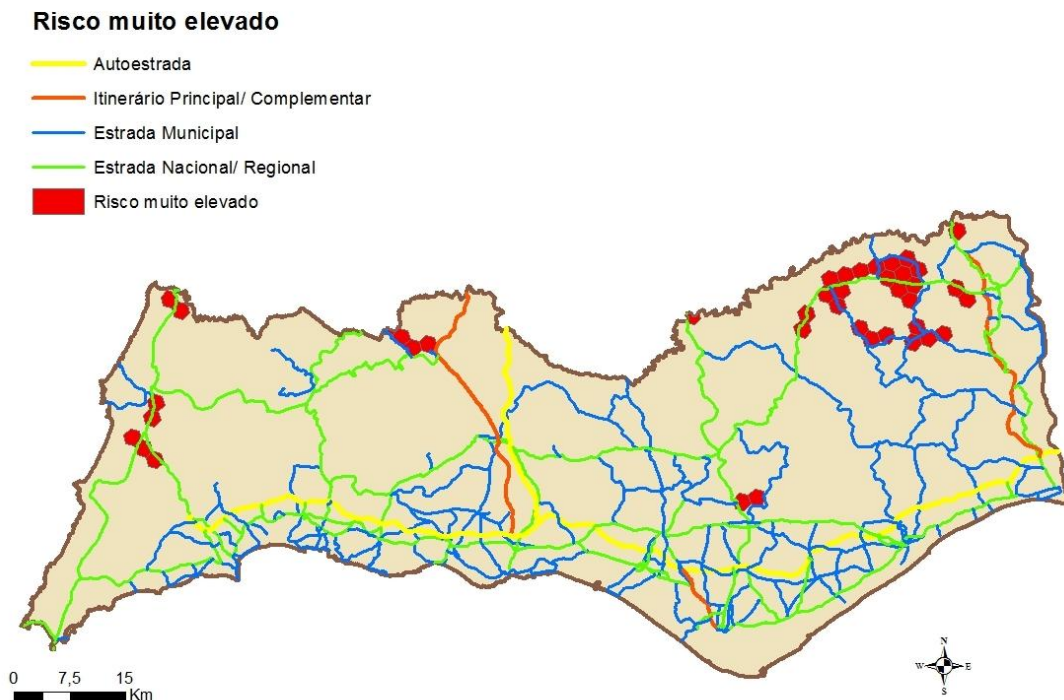 Risco muito elevado
Autoestrada
Itinerário Principal/ Complementar
Estrada Municipal
Estrada Nacional/ Regional
Risco muito elevado
N
W E
S
0 7,5 15
Km